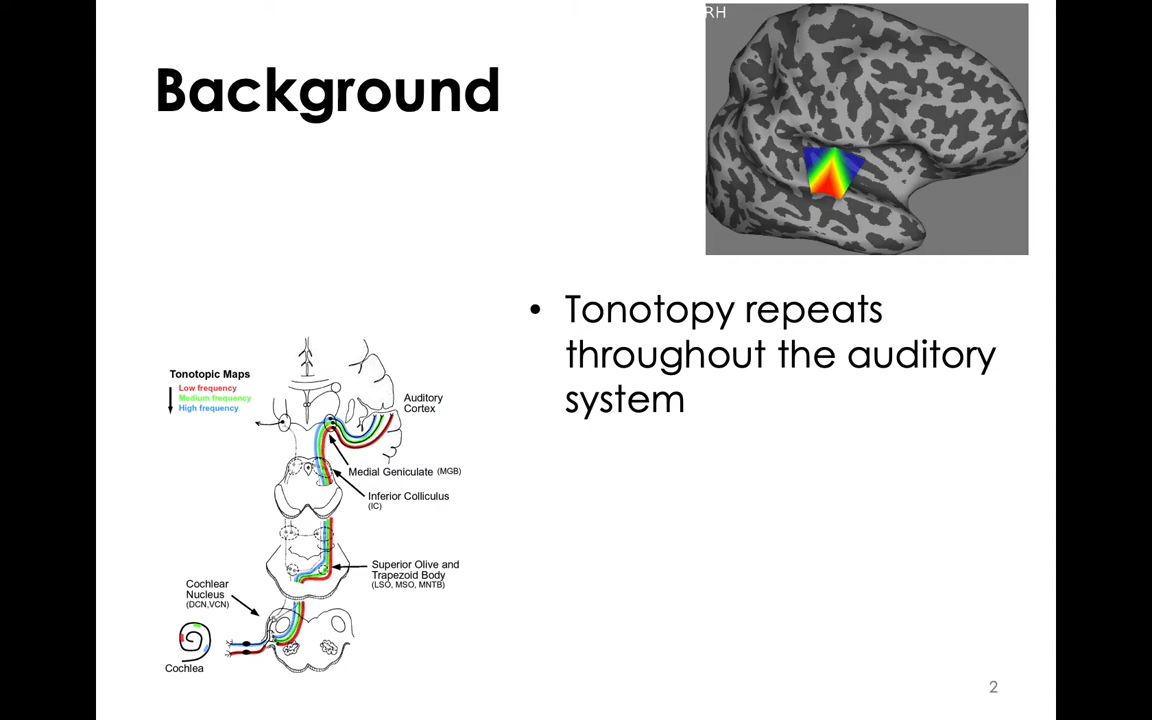 RH
Background
• Tonotopy repeats
throughout the auditory
system
Tonotopic Maps
Low frequency
Medium frequency
High frequency
Auditory
Cortex
Medial Geniculate (MGB)
Inferior Colliculus
(IC)
Superior Olive and
Trapezoid Body
(LSO, MSO, MNTB)
Cochlear
Nucleus
(DCN,VCN)
Cochlea
2